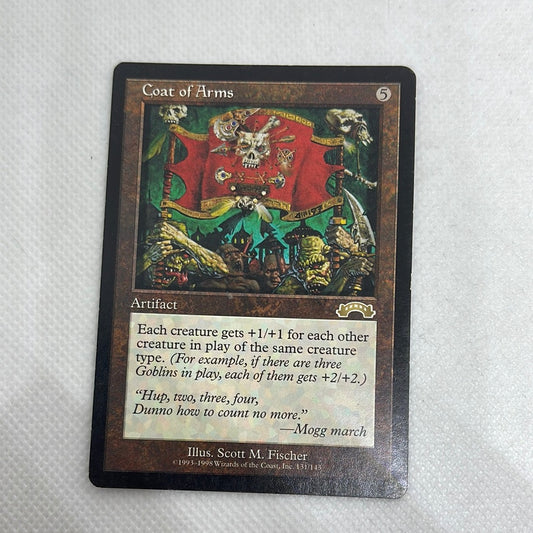 Coat of Arms 5
Artifact
Each creature gets +1/+1 for each other
creature in play of the same creature
type. (For example, if there are three
Goblins in play, each of them gets +2/+2.)
“Hup, two, three, four,
Dunno how to count no more.”
—Mogg march
Illus. Scott M. Fischer
©1993–1998 Wizards of the Coast, Inc. 131/143